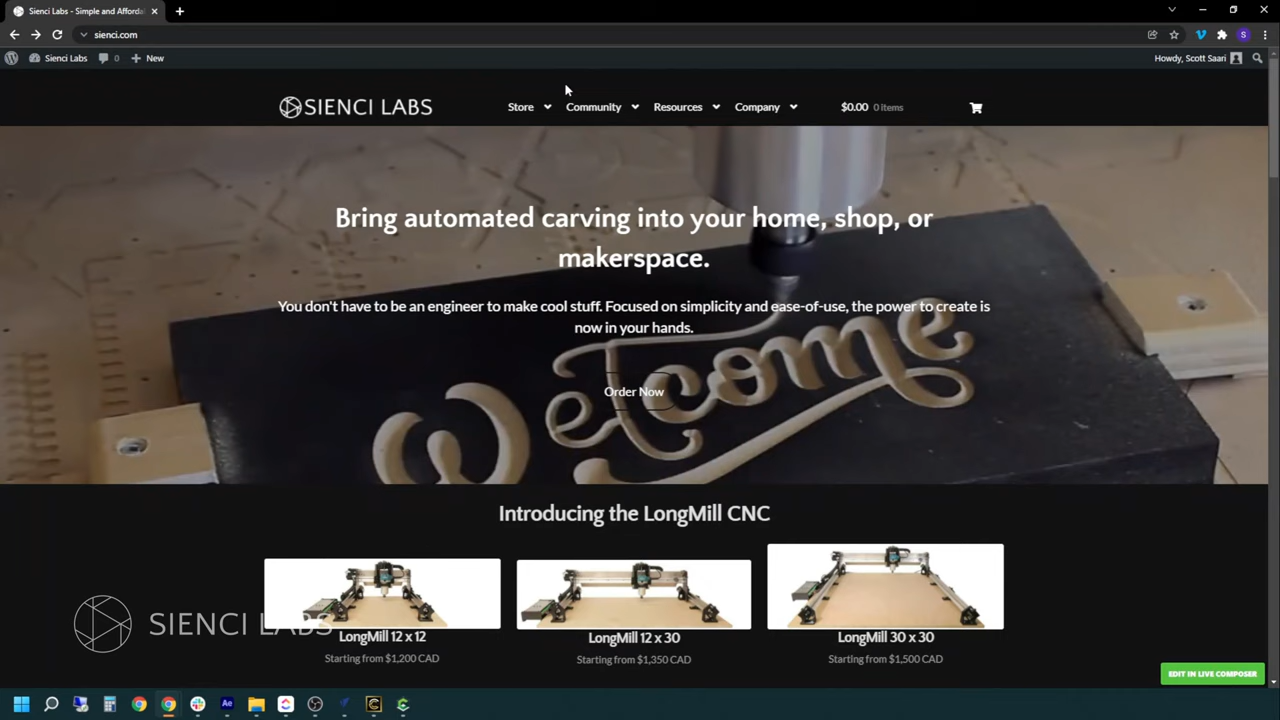 Sienci Labs - Simple and Afforda
sienci.com
Sienci Labs 0 New Howdy, Scott Saari
SIENCI LABS Store Community Resources Company $0.00 0 items
Bring automated carving into your home, shop, or
makerspace.
You don't have to be an engineer to make cool stuff. Focused on simplicity and ease-of-use, the power to create is
now in your hands.
Welcome
Order Now
Introducing the LongMill CNC
SIENCI LABS
LongMill 12 x 12 LongMill 12 x 30 LongMill 30 x 30
Starting from $1,200 CAD Starting from $1,350 CAD Starting from $1,500 CAD
EDIT IN LIVE COMPOSER